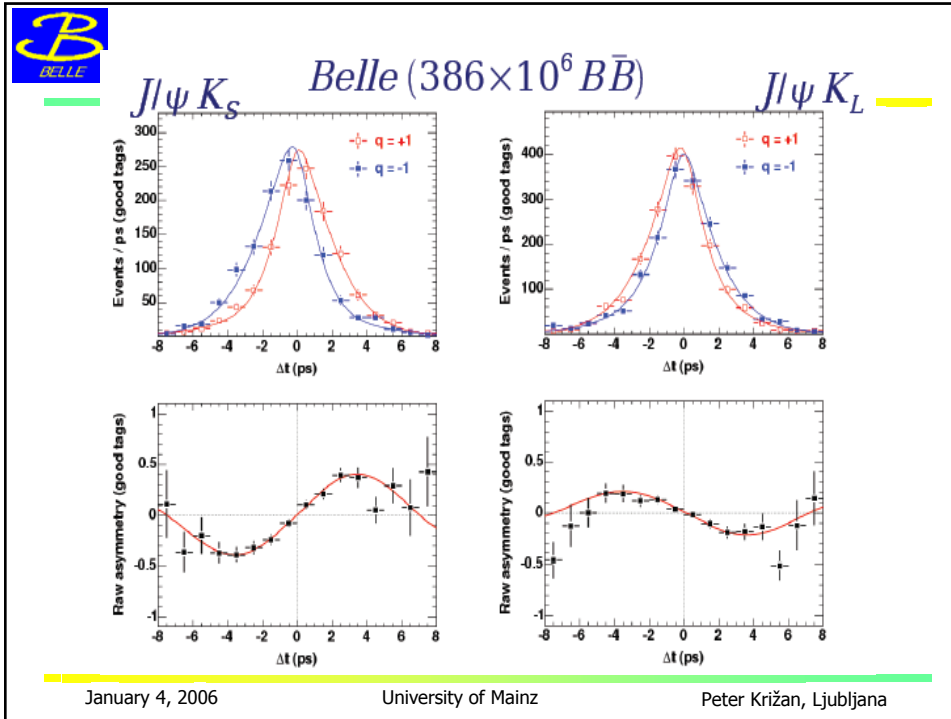 B
BELLE
J/ψ K_S
Belle (386×10⁶ BB̄)
J/ψ K_L
Events / ps (good tags)
300
250
200
150
100
50
q = +1
q = -1
-8 -6 -4 -2 0 2 4 6 8
Δt (ps)
Events / ps (good tags)
400
300
200
100
q = +1
q = -1
-8 -6 -4 -2 0 2 4 6 8
Δt (ps)
Raw asymmetry (good tags)
1
0.5
0
-0.5
-1
-8 -6 -4 -2 0 2 4 6 8
Δt (ps)
Raw asymmetry (good tags)
1
0.5
0
-0.5
-1
-8 -6 -4 -2 0 2 4 6 8
Δt (ps)
January 4, 2006
University of Mainz
Peter Križan, Ljubljana